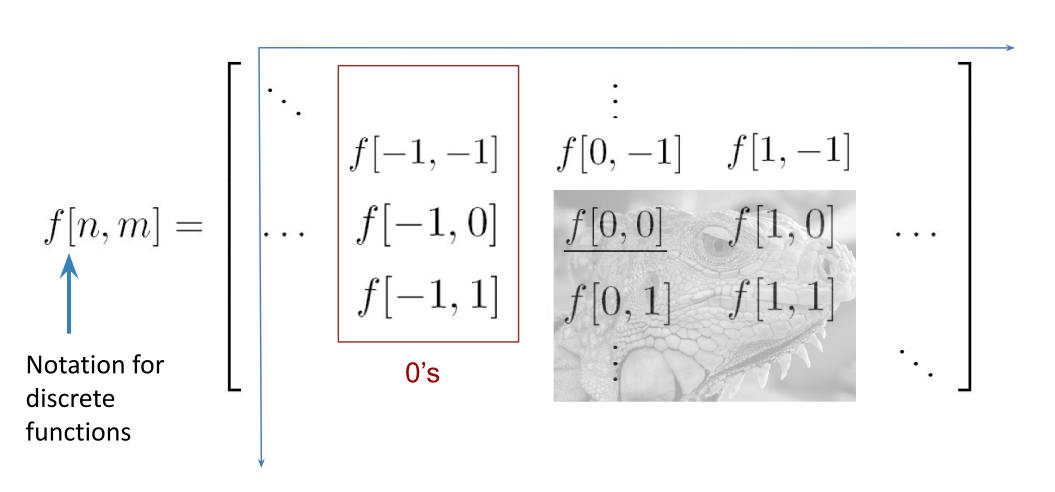 ⋱ ⋮
f[−1, −1] f[0, −1] f[1, −1]
f[n, m] = ... f[−1, 0] f[0, 0] f[1, 0] ...
f[−1, 1] f[0, 1] f[1, 1]
⋮ ⋱
0's
Notation for
discrete
functions